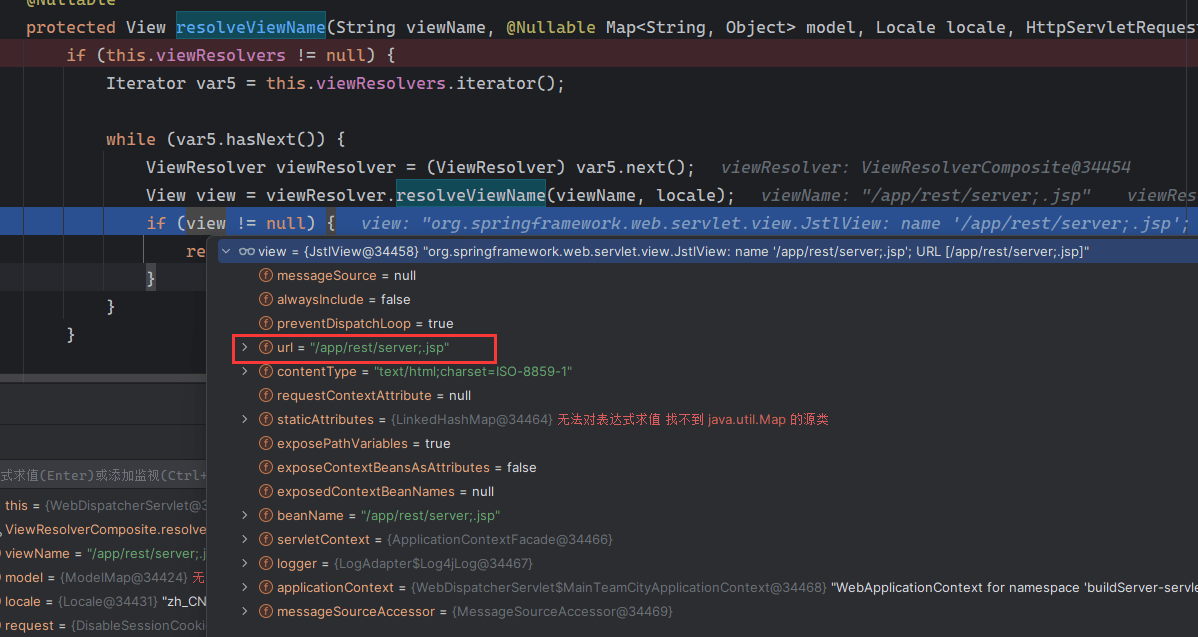 @Nullable
protected View resolveViewName(String viewName, @Nullable Map<String, Object> model, Locale locale, HttpServletReques
if (this.viewResolvers != null) {
Iterator var5 = this.viewResolvers.iterator();
while (var5.hasNext()) {
ViewResolver viewResolver = (ViewResolver) var5.next(); viewResolver: ViewResolverComposite@34454
View view = viewResolver.resolveViewName(viewName, locale); viewName: "/app/rest/server;.jsp" viewRes
if (view != null) { view: "org.springframework.web.servlet.view.JstlView: name '/app/rest/server;.jsp';
re
}
}
}
view = {JstlView@34458} "org.springframework.web.servlet.view.JstlView: name '/app/rest/server;.jsp'; URL [/app/rest/server;.jsp]"
messageSource = null
alwaysInclude = false
preventDispatchLoop = true
url = "/app/rest/server;.jsp"
contentType = "text/html;charset=ISO-8859-1"
requestContextAttribute = null
staticAttributes = {LinkedHashMap@34464} 无法对表达式求值 找不到 java.util.Map 的源类
exposePathVariables = true
exposeContextBeansAsAttributes = false
exposedContextBeanNames = null
beanName = "/app/rest/server;.jsp"
servletContext = {ApplicationContextFacade@34466}
logger = {LogAdapter$Log4jLog@34467}
applicationContext = {WebDispatcherServlet$MainTeamCityApplicationContext@34468} "WebApplicationContext for namespace 'buildServer-servle
messageSourceAccessor = {MessageSourceAccessor@34469}
式求值(Enter)或添加监视(Ctrl+
this = {WebDispatcherServlet@3
ViewResolverComposite.resolve
viewName = "/app/rest/server;.j
model = {ModelMap@34424} 无
locale = {Locale@34431} "zh_CN
request = {DisableSessionCooki